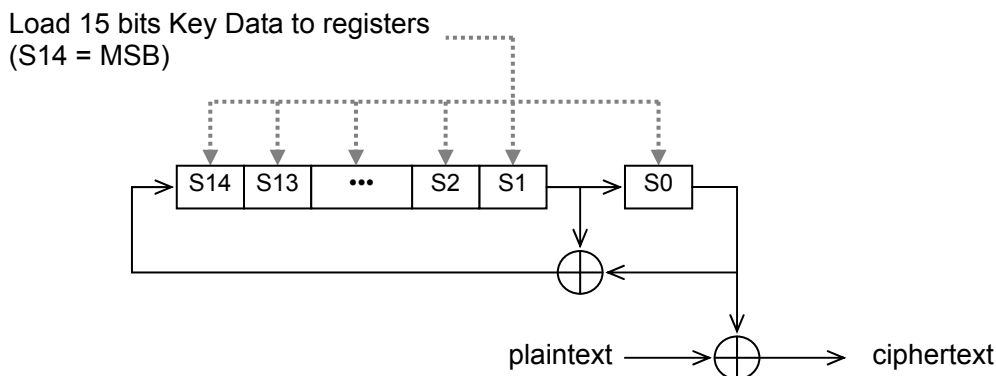 Load 15 bits Key Data to registers
(S14 = MSB)
S14 S13 ••• S2 S1 S0
plaintext ciphertext